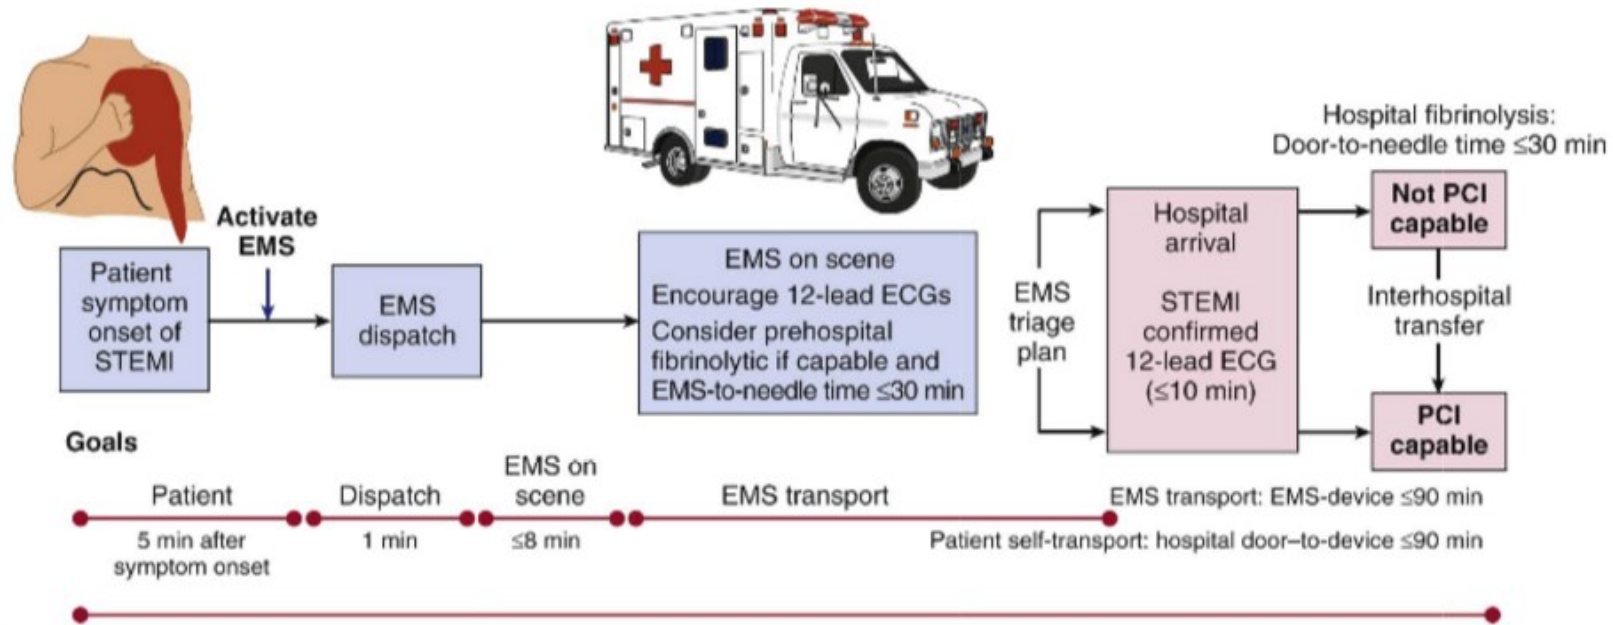 Activate
EMS
Patient
symptom
onset of
STEMI
EMS
dispatch
EMS on scene
Encourage 12-lead ECGs
Consider prehospital
fibrinolytic if capable and
EMS-to-needle time ≤30 min
EMS
triage
plan
Hospital
arrival
STEMI
confirmed
12-lead ECG
(≤10 min)
Hospital fibrinolysis:
Door-to-needle time ≤30 min
Not PCI
capable
Interhospital
transfer
PCI
capable
Goals
Patient
5 min after
symptom onset
Dispatch
1 min
EMS on
scene
≤8 min
EMS transport
EMS transport: EMS-device ≤90 min
Patient self-transport: hospital door–to-device ≤90 min